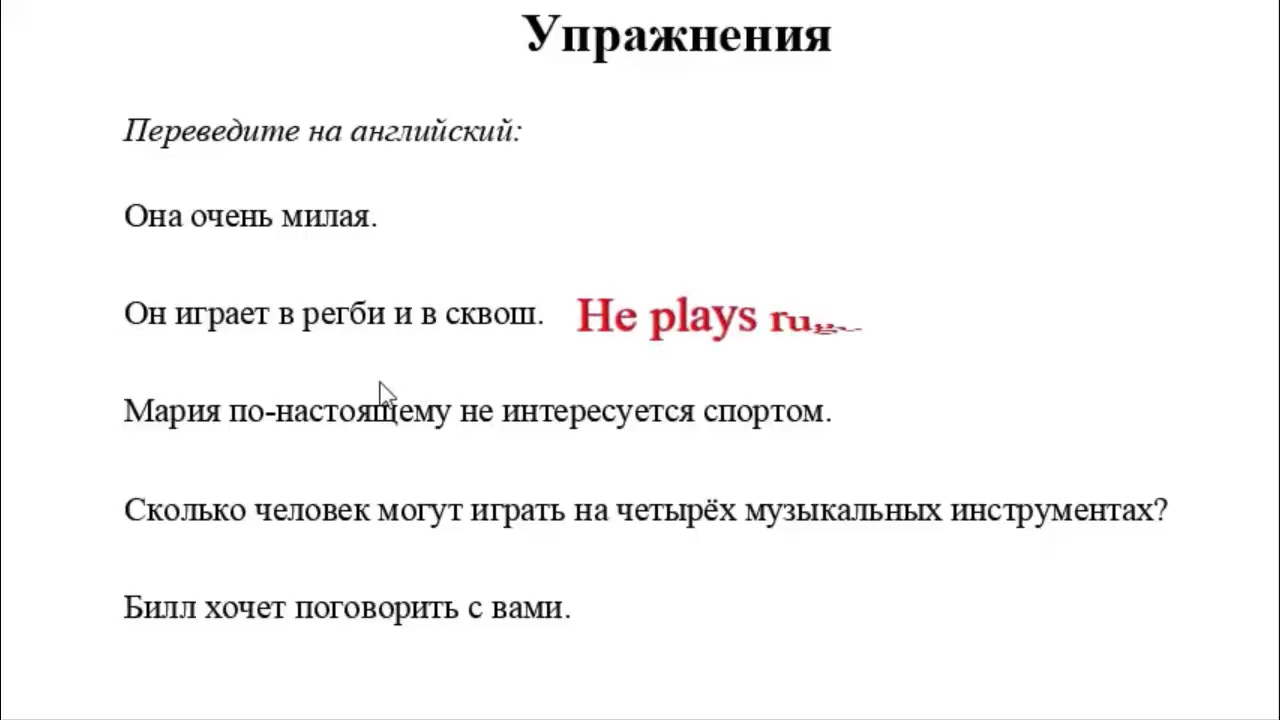 Упражнения
Переведите на английский:
Она очень милая.
Он играет в регби и в сквош. He plays
Мария по-настоящему не интересуется спортом.
Сколько человек могут играть на четырёх музыкальных инструментах?
Билл хочет поговорить с вами.